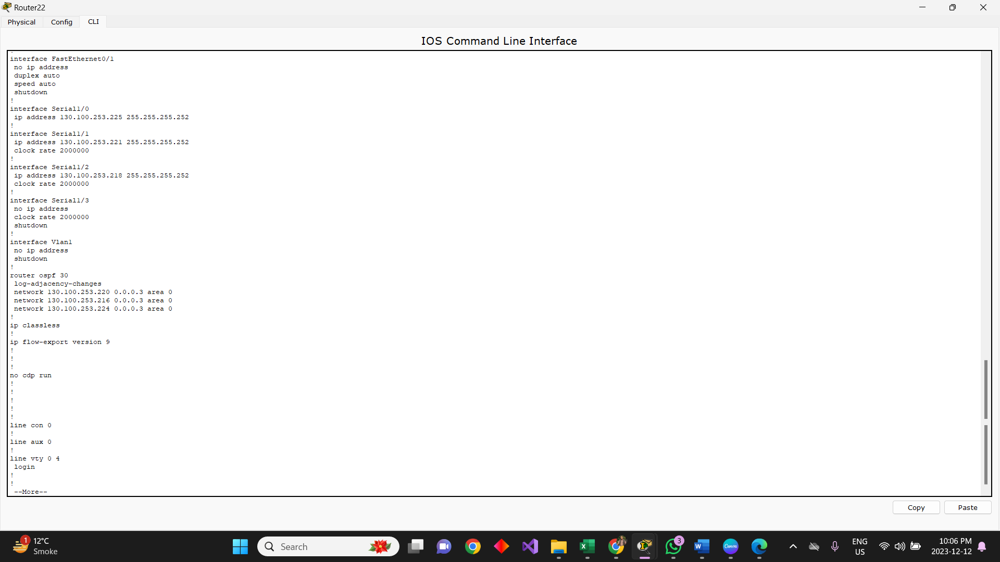 Router22
Physical
Config
CLI
IOS Command Line Interface
!
interface FastEthernet0/1
no ip address
duplex auto
speed auto
shutdown
!
interface Serial1/0
ip address 130.100.253.225 255.255.255.252
!
interface Serial1/1
ip address 130.100.253.221 255.255.255.252
clock rate 2000000
!
interface Serial1/2
ip address 130.100.253.218 255.255.255.252
clock rate 2000000
!
interface Serial1/3
no ip address
clock rate 2000000
shutdown
!
interface Vlan1
no ip address
shutdown
!
router ospf 30
log-adjacency-changes
network 130.100.253.220 0.0.0.3 area 0
network 130.100.253.216 0.0.0.3 area 0
network 130.100.253.224 0.0.0.3 area 0
!
ip classless
!
ip flow-export version 9
!
!
!
no cdp run
!
!
!
!
!
line con 0
!
line aux 0
!
line vty 0 4
login
!
!
--More--
Copy
Paste
1
12°C
Smoke
Search
Canva
3
ENG
US
10:06 PM
2023-12-12